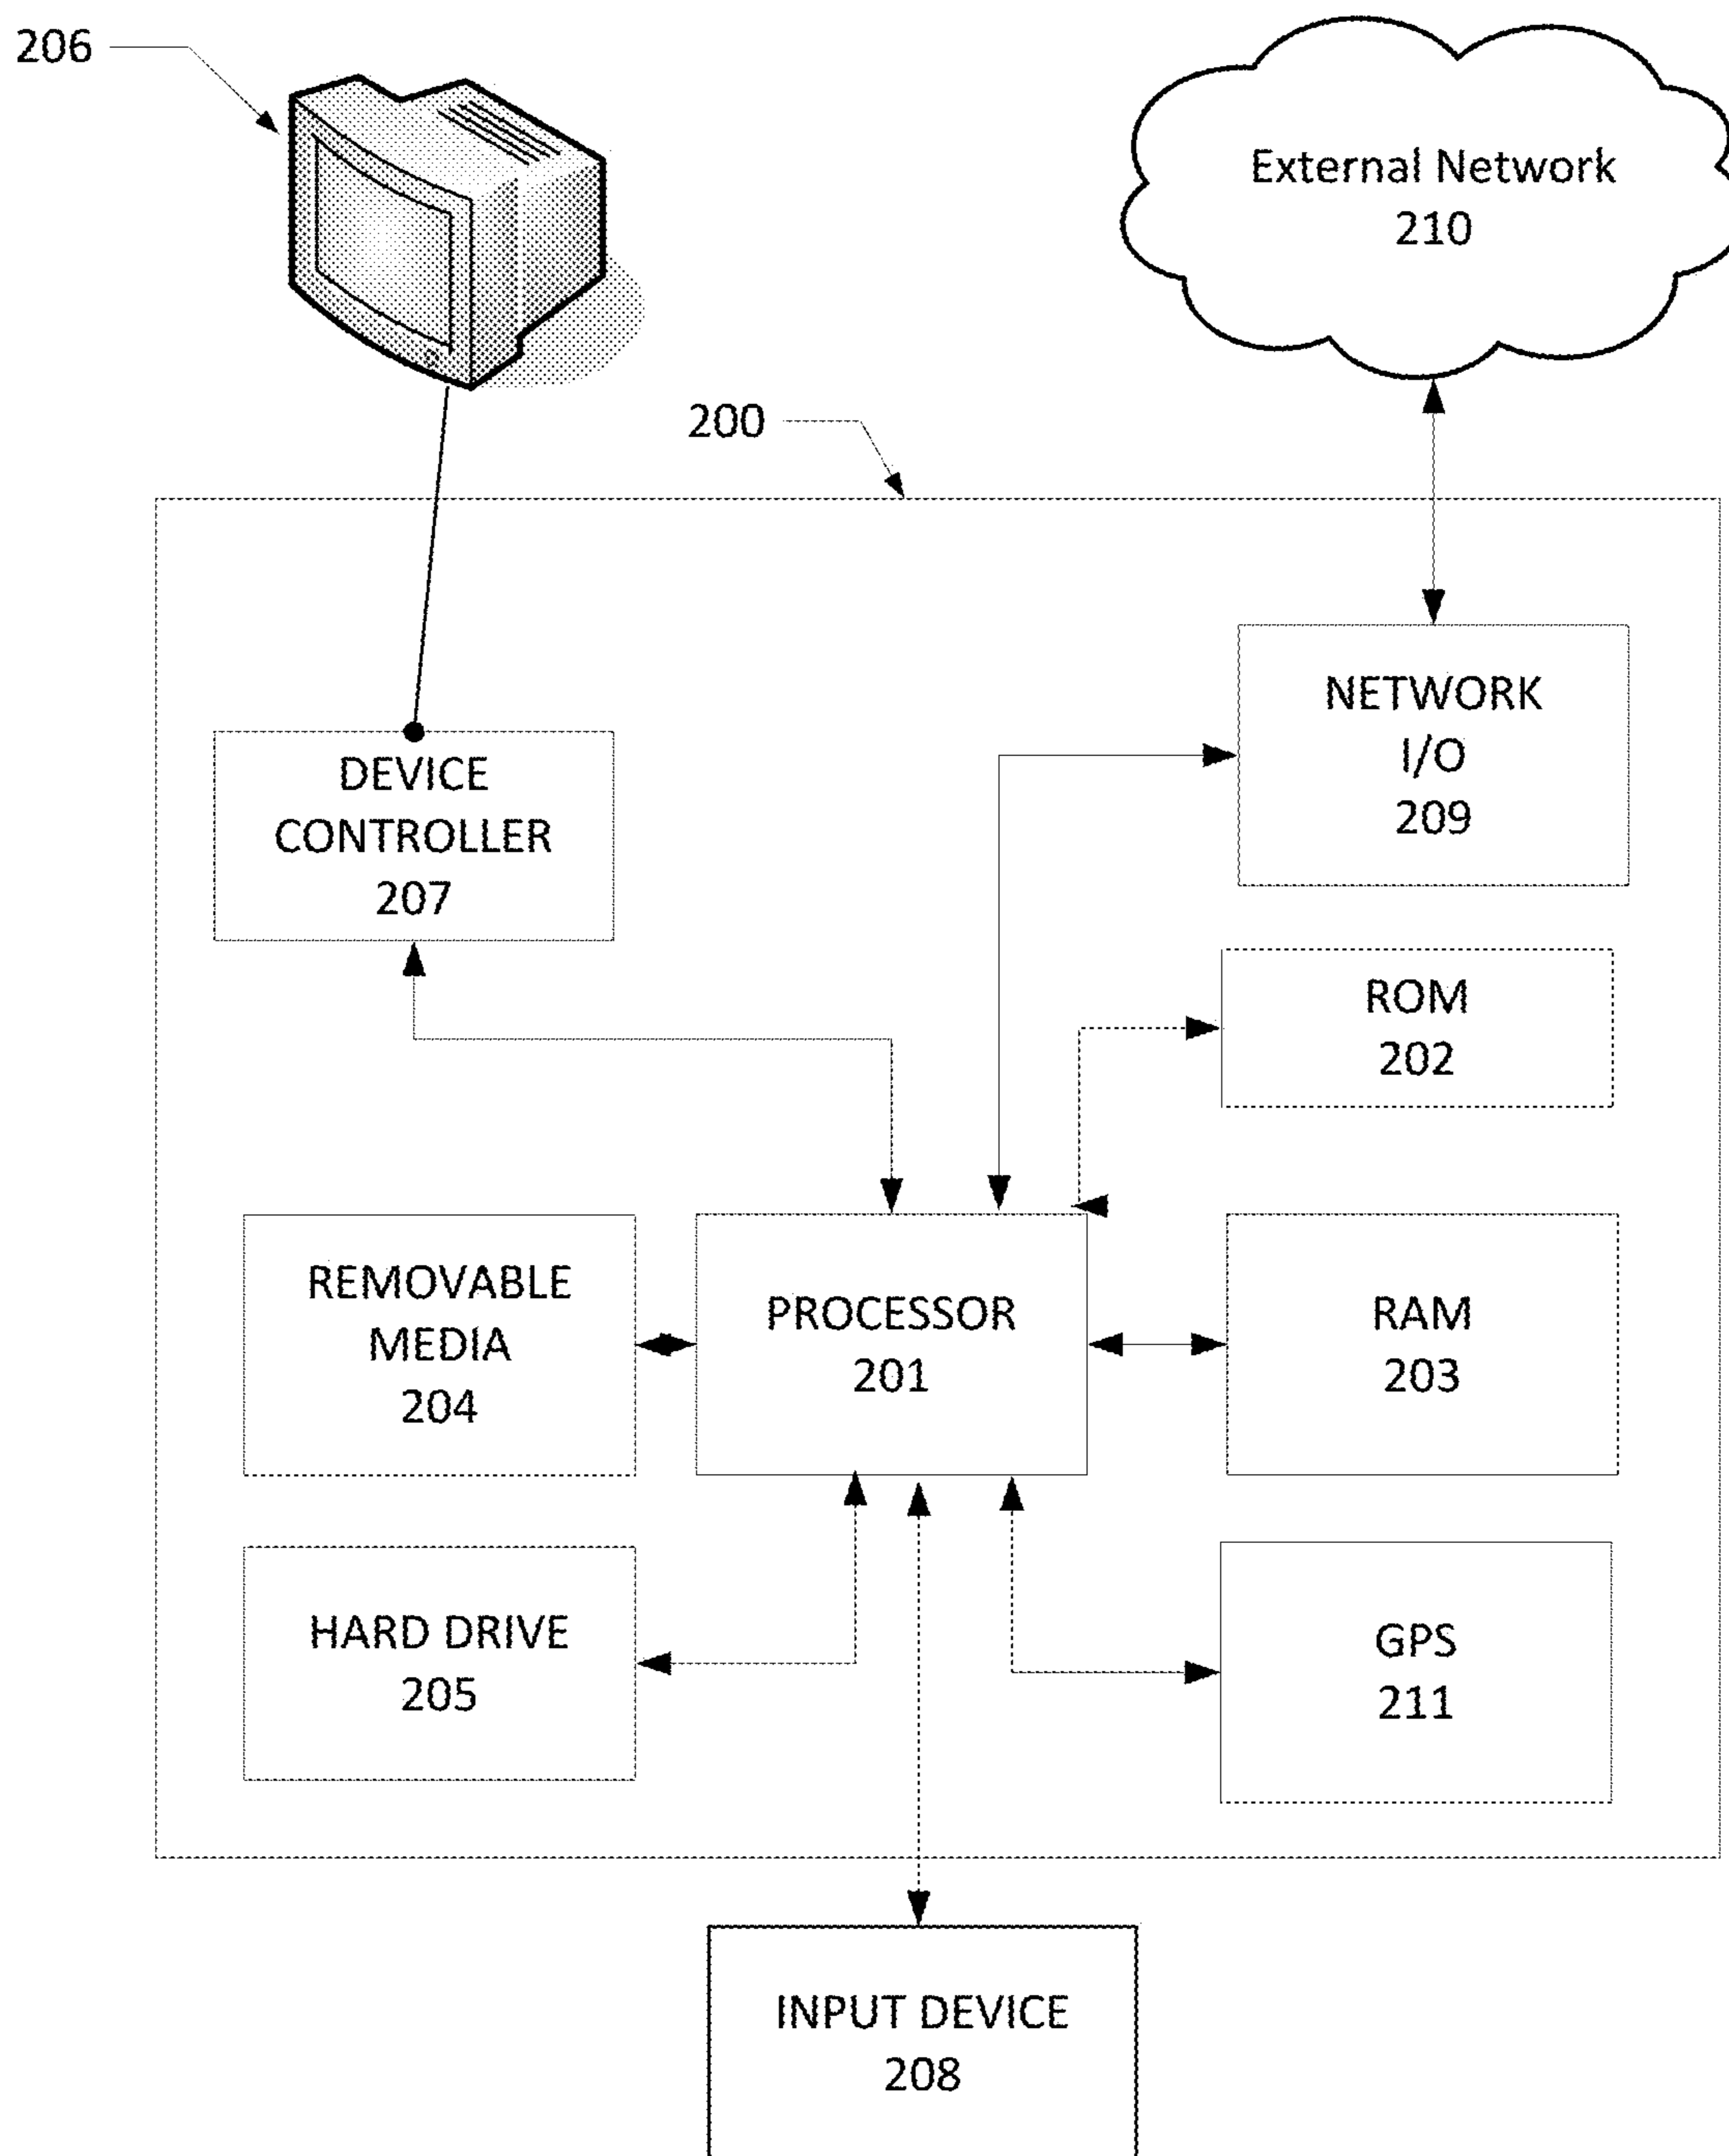 206
External Network
210
200
NETWORK
I/O
209
DEVICE
CONTROLLER
207
ROM
202
REMOVABLE
MEDIA
204
PROCESSOR
201
RAM
203
HARD DRIVE
205
GPS
211
INPUT DEVICE
208